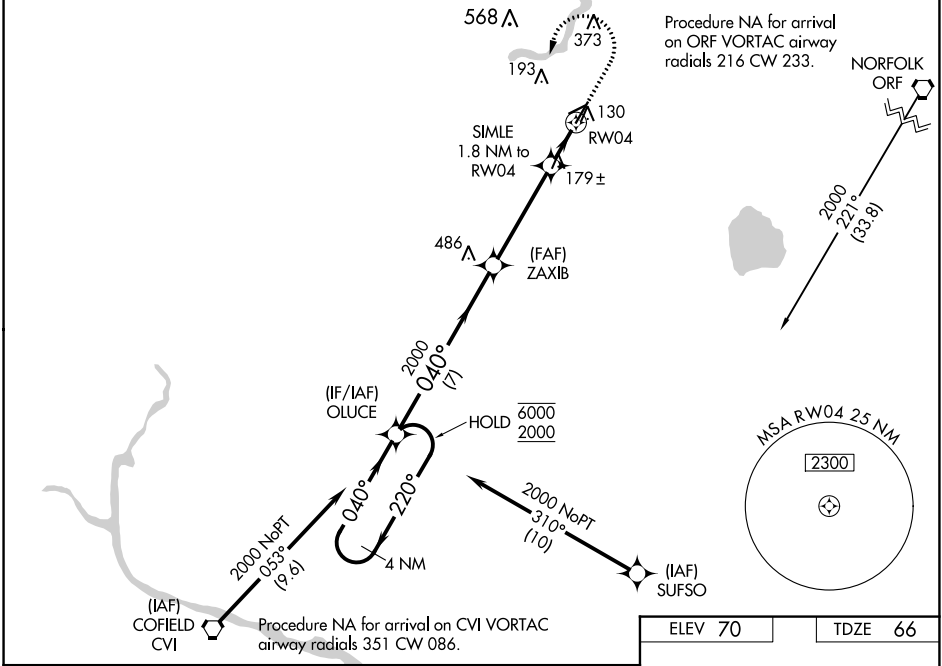 568
373
193
130
RW04
SIMLE
1.8 NM to
RW04
179 ±
486
(FAF)
ZAXIB
Procedure NA for arrival
on ORF VORTAC airway
radials 216 CW 233.
NORFOLK
ORF
2000
221°
(33.8)
2000
040°
(7)
(IF/IAF)
OLUCE
HOLD
6000
2000
040°
220°
4 NM
2000 NoPT
053°
(9.6)
(IAF)
COFIELD
CVI
Procedure NA for arrival on CVI VORTAC
airway radials 351 CW 086.
2000 NoPT
310°
(10)
(IAF)
SUFSO
MSA RW04 25 NM
2300
ELEV 70
TDZE 66